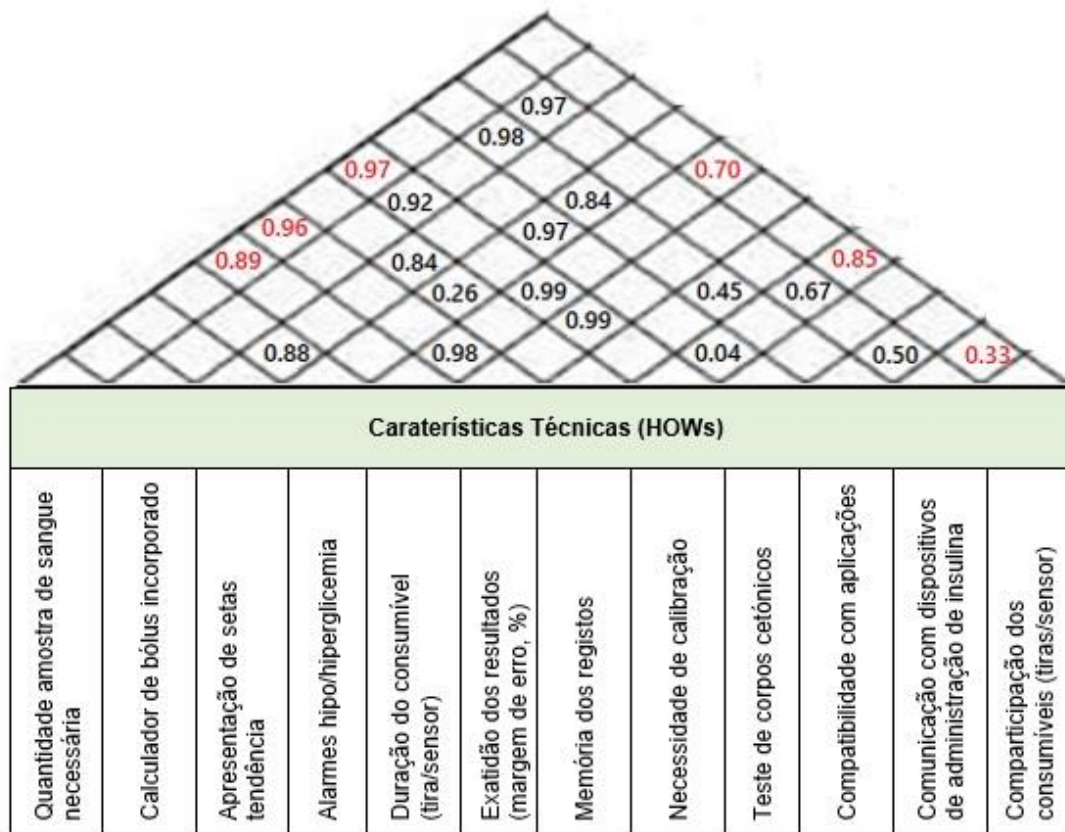 0.97
0.98
0.97 0.70
0.92 0.84
0.96 0.97
0.89 0.84 0.85
0.26 0.99 0.45 0.67
0.99
0.88 0.98 0.04 0.50 0.33
Caraterísticas Técnicas (HOWs)
Quantidade amostra de sangue
necessária
Calculador de bólus incorporado
Apresentação de setas
tendência
Alarmes hipo/hiperglicemia
Duração do consumível
(tira/sensor)
Exatidão dos resultados
(margem de erro, %)
Memória dos registos
Necessidade de calibração
Teste de corpos cetónicos
Compatibilidade com aplicações
Comunicação com dispositivos
de administração de insulina
Comparticipação dos
consumíveis (tiras/sensor)